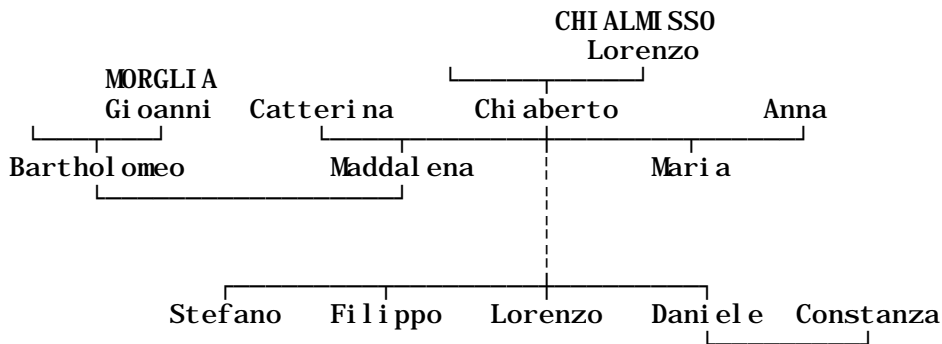 CHIALMISSO
Lorenzo
MORGLIA
Gioanni Catterina Chiaberto Anna
Bartholomeo Maddalena Maria
Stefano Filippo Lorenzo Daniele Constanza